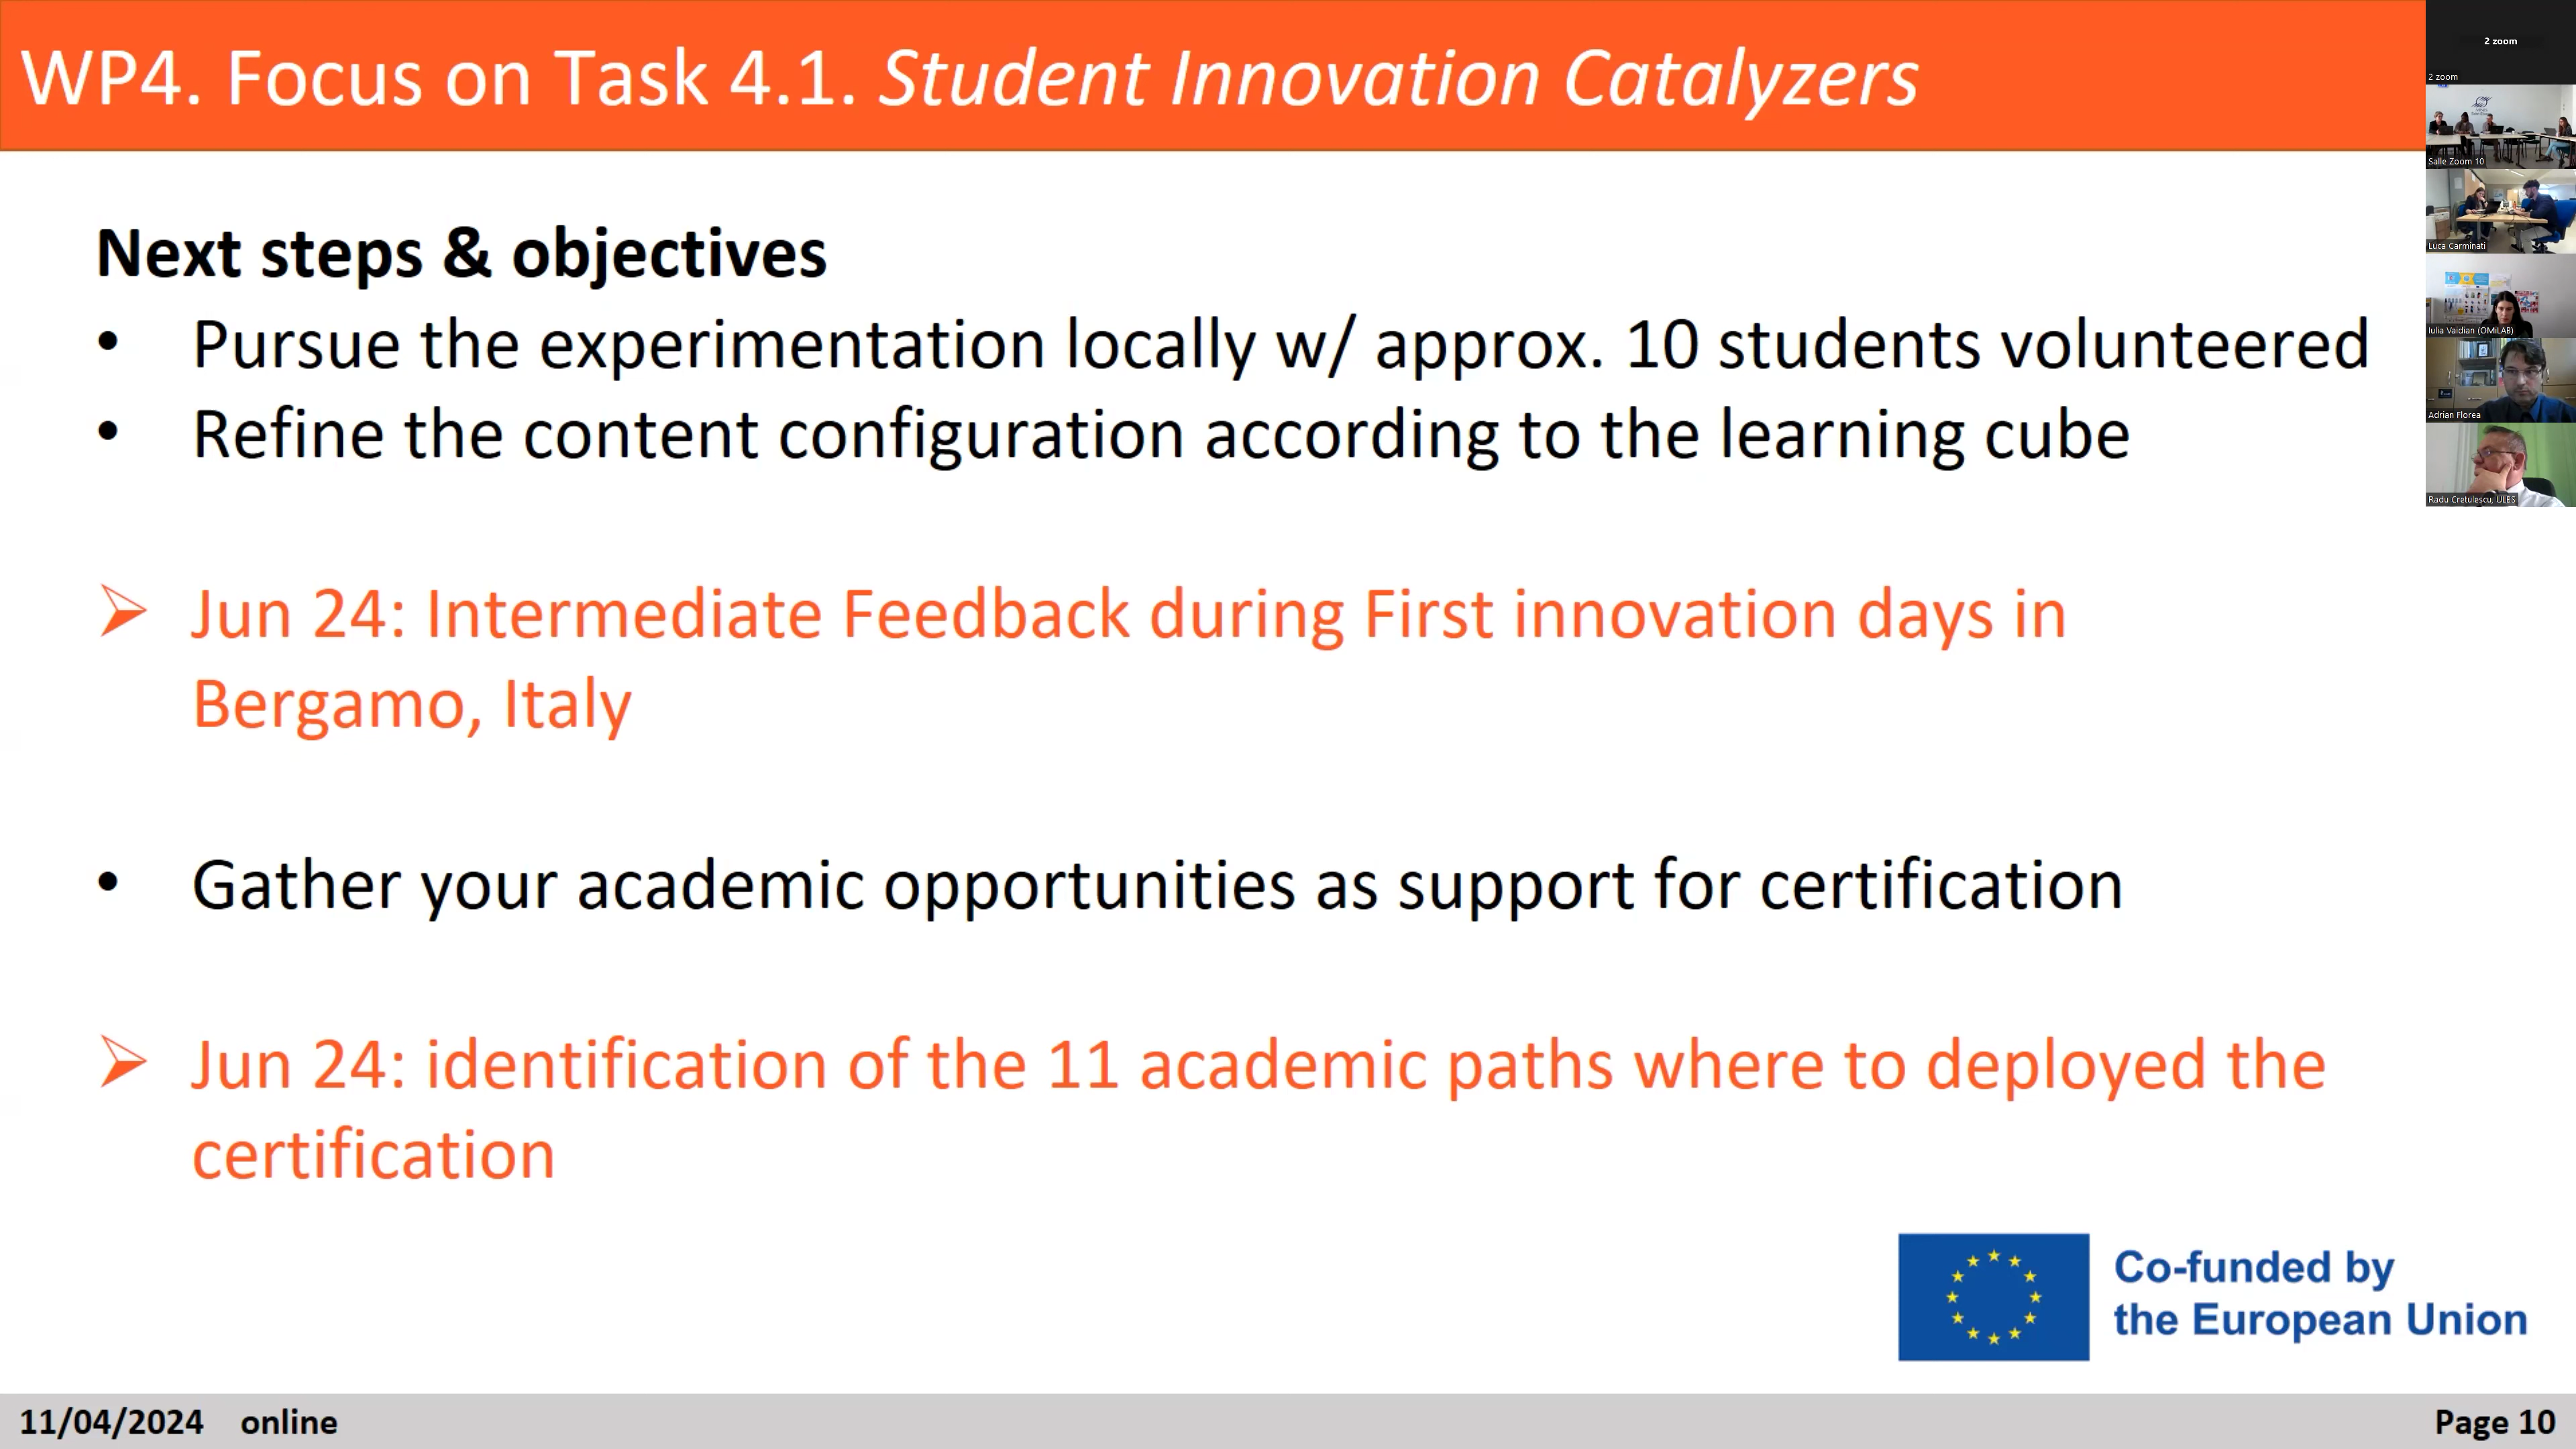 WP4. Focus on Task 4.1. Student Innovation Catalyzers
Next steps & objectives
• Pursue the experimentation locally w/ approx. 10 students volunteered
• Refine the content configuration according to the learning cube
➢ Jun 24: Intermediate Feedback during First innovation days in
Bergamo, Italy
• Gather your academic opportunities as support for certification
➢ Jun 24: identification of the 11 academic paths where to deployed the
certification
Co-funded by
the European Union
11/04/2024 online
Page 10
2 zoom
2 zoom
Salle Zoom 10
Luca Carminati
Iulia Vaidian (OMiLAB)
Adrian Florea
Radu Cretulescu, ULBS